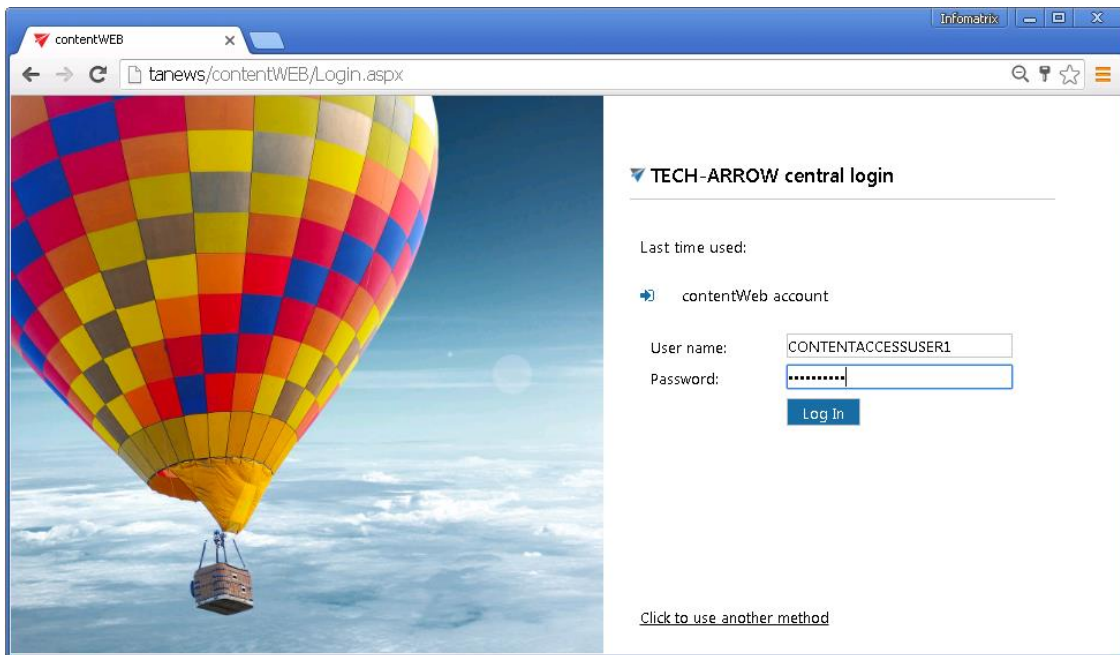 Infomatrix
contentWEB
tanews/contentWEB/Login.aspx
TECH-ARROW central login
Last time used:
contentWeb account
User name: CONTENTACCESSUSER1
Password: ••••••••••
Log In
Click to use another method